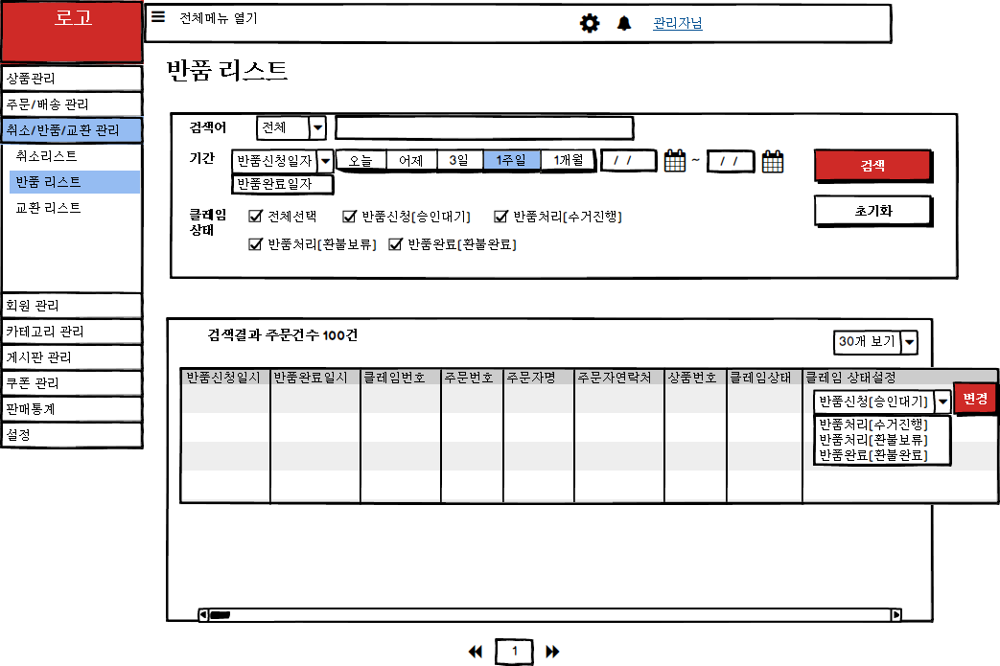 로고
전체메뉴 열기
관리자님
반품 리스트
상품관리
주문/배송 관리
취소/반품/교환 관리
취소리스트
반품 리스트
교환 리스트
회원 관리
카테고리 관리
게시판 관리
쿠폰 관리
판매통계
설정
검색어 전체
기간 반품신청일자 오늘 어제 3일 1주일 1개월 / / ~ / /
반품완료일자
클레임 상태
전체선택 반품신청(승인대기) 반품처리(수거진행)
반품처리(환불보류) 반품완료(환불완료)
검색
초기화
검색결과 주문건수 100건
30개 보기
반품신청일시 반품완료일시 클레임번호 주문번호 주문자명 주문자연락처 상품번호 클레임상태 클레임 상태설정
반품신청(승인대기) 변경
반품처리(수거진행)
반품처리(환불보류)
반품완료(환불완료)
1